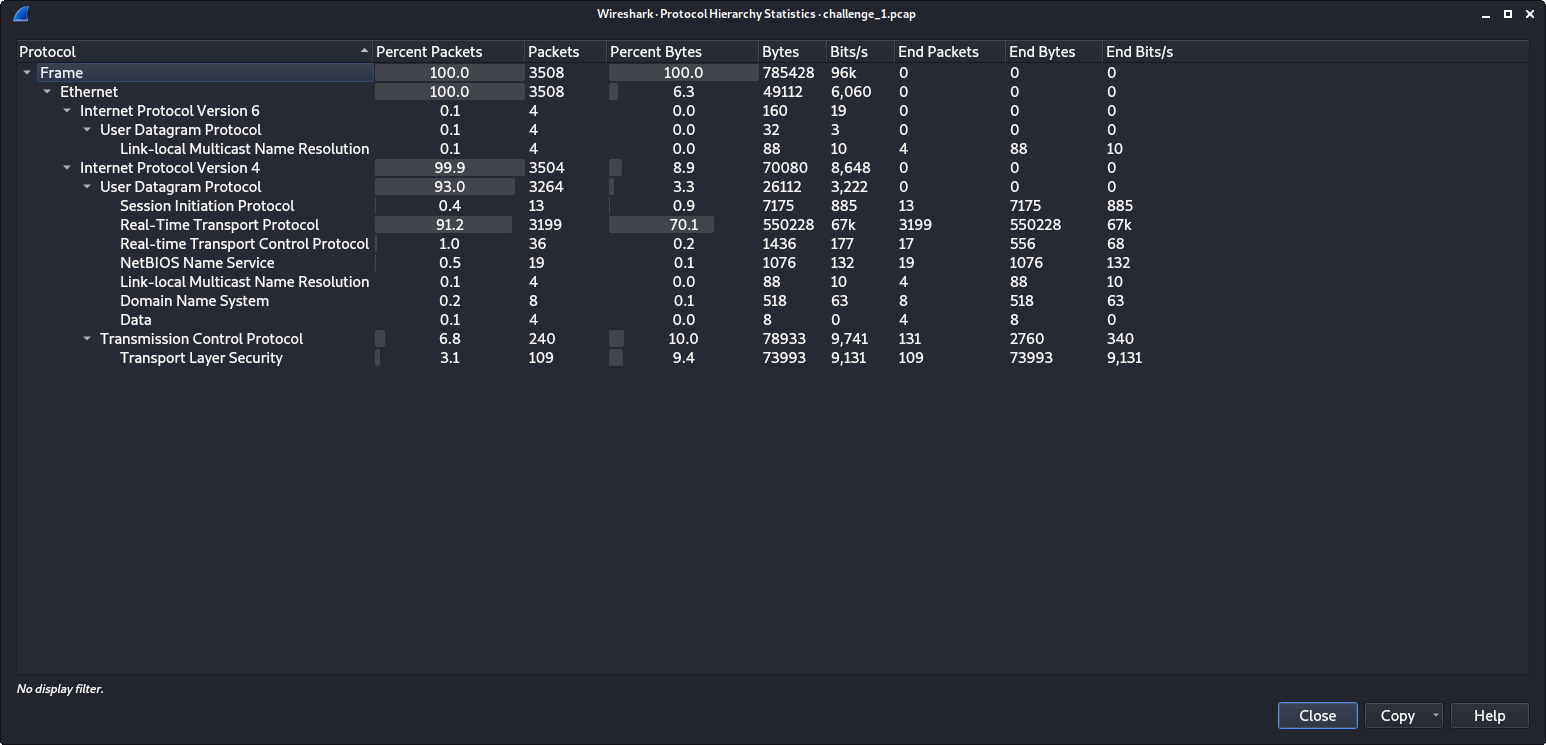 Wireshark · Protocol Hierarchy Statistics · challenge_1.pcap
Protocol Percent Packets Packets Percent Bytes Bytes Bits/s End Packets End Bytes End Bits/s
Frame 100.0 3508 100.0 785428 96k 0 0 0
Ethernet 100.0 3508 6.3 49112 6,060 0 0 0
Internet Protocol Version 6 0.1 4 0.0 160 19 0 0 0
User Datagram Protocol 0.1 4 0.0 32 3 0 0 0
Link-local Multicast Name Resolution 0.1 4 0.0 88 10 4 88 10
Internet Protocol Version 4 99.9 3504 8.9 70080 8,648 0 0 0
User Datagram Protocol 93.0 3264 3.3 26112 3,222 0 0 0
Session Initiation Protocol 0.4 13 0.9 7175 885 13 7175 885
Real-Time Transport Protocol 91.2 3199 70.1 550228 67k 3199 550228 67k
Real-time Transport Control Protocol 1.0 36 0.2 1436 177 17 556 68
NetBIOS Name Service 0.5 19 0.1 1076 132 19 1076 132
Link-local Multicast Name Resolution 0.1 4 0.0 88 10 4 88 10
Domain Name System 0.2 8 0.1 518 63 8 518 63
Data 0.1 4 0.0 8 0 4 8 0
Transmission Control Protocol 6.8 240 10.0 78933 9,741 131 2760 340
Transport Layer Security 3.1 109 9.4 73993 9,131 109 73993 9,131
No display filter.
Close Copy Help